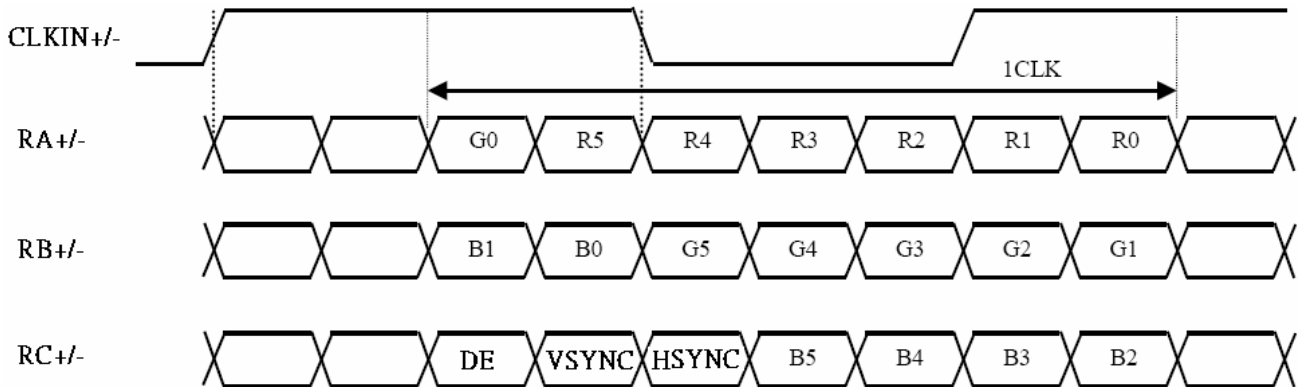 CLKIN+/-
1CLK
RA+/- G0 R5 R4 R3 R2 R1 R0
RB+/- B1 B0 G5 G4 G3 G2 G1
RC+/- DE VSYNC HSYNC B5 B4 B3 B2